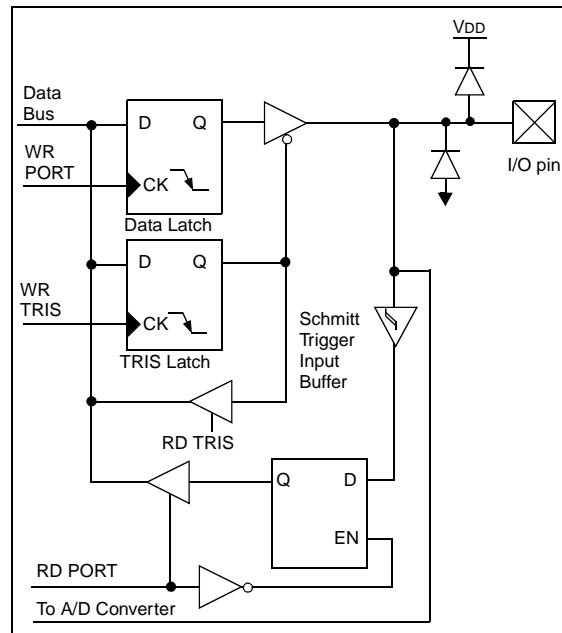 VDD
Data
Bus
D Q
WR
PORT
CK
I/O pin
Data Latch
D Q
WR
TRIS
CK
TRIS Latch
Schmitt
Trigger
Input
Buffer
RD TRIS
Q D
EN
RD PORT
To A/D Converter